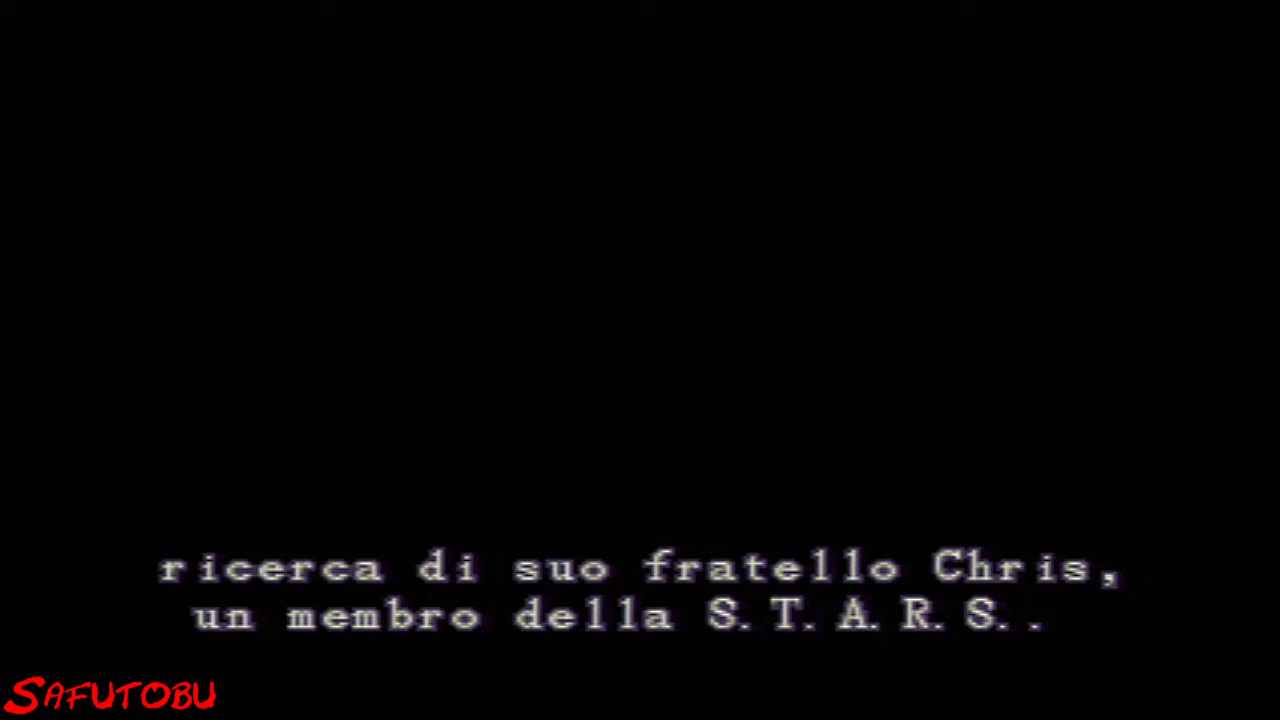 ricerca di suo fratello Chris,
un membro della S.T.A.R.S..
SAFUTOBU